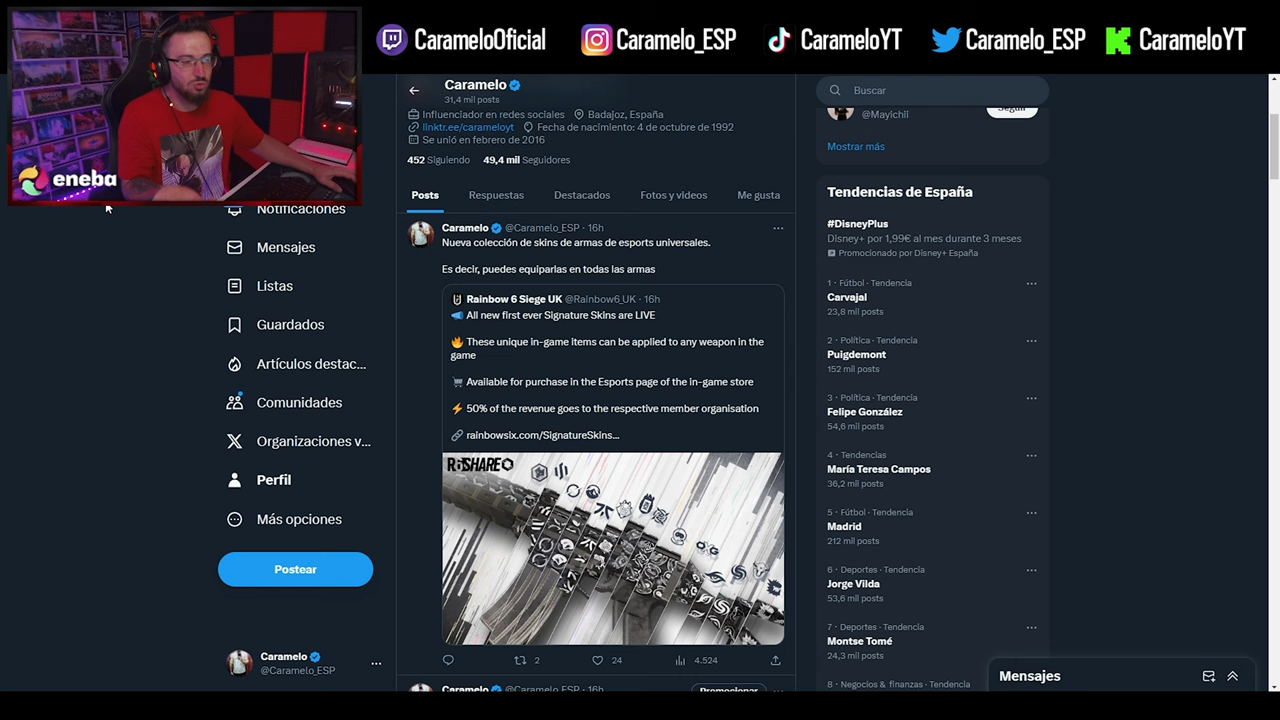 CarameloOficial
Caramelo_ESP
CarameloYT
Caramelo_ESP
CarameloYT
eneba
Notificaciones
Mensajes
Listas
Guardados
Artículos destac...
Comunidades
Organizaciones v...
Perfil
Más opciones
Postear
Caramelo
@Caramelo_ESP
Caramelo
31,4 mil posts
Influenciador en redes sociales Badajoz, España
linktr.ee/carameloyt Fecha de nacimiento: 4 de octubre de 1992
Se unió en febrero de 2016
452 Siguiendo 49,4 mil Seguidores
Posts Respuestas Destacados Fotos y videos Me gusta
Caramelo @Caramelo_ESP · 16h
Nueva colección de skins de armas de esports universales.
Es decir, puedes equiparlas en todas las armas
Rainbow 6 Siege UK @Rainbow6_UK · 16h
All new first ever Signature Skins are LIVE
These unique in-game items can be applied to any weapon in the
game
Available for purchase in the Esports page of the in-game store
50% of the revenue goes to the respective member organisation
rainbowsix.com/SignatureSkins...
R6SHARE
2 24 4.524
Caramelo @Caramelo_ESP · 16h
Promocionar
Buscar
@Mayichii
Seguir
Mostrar más
Tendencias de España
#DisneyPlus
Disney+ por 1,99€ al mes durante 3 meses
Promocionado por Disney+ España
1 · Fútbol · Tendencia
Carvajal
23,8 mil posts
2 · Política · Tendencia
Puigdemont
152 mil posts
3 · Política · Tendencia
Felipe González
54,6 mil posts
4 · Tendencias
María Teresa Campos
36,2 mil posts
5 · Fútbol · Tendencia
Madrid
212 mil posts
6 · Deportes · Tendencia
Jorge Vilda
53,6 mil posts
7 · Deportes · Tendencia
Montse Tomé
24,3 mil posts
8 · Negocios & finanzas · Tendencia
Mensajes